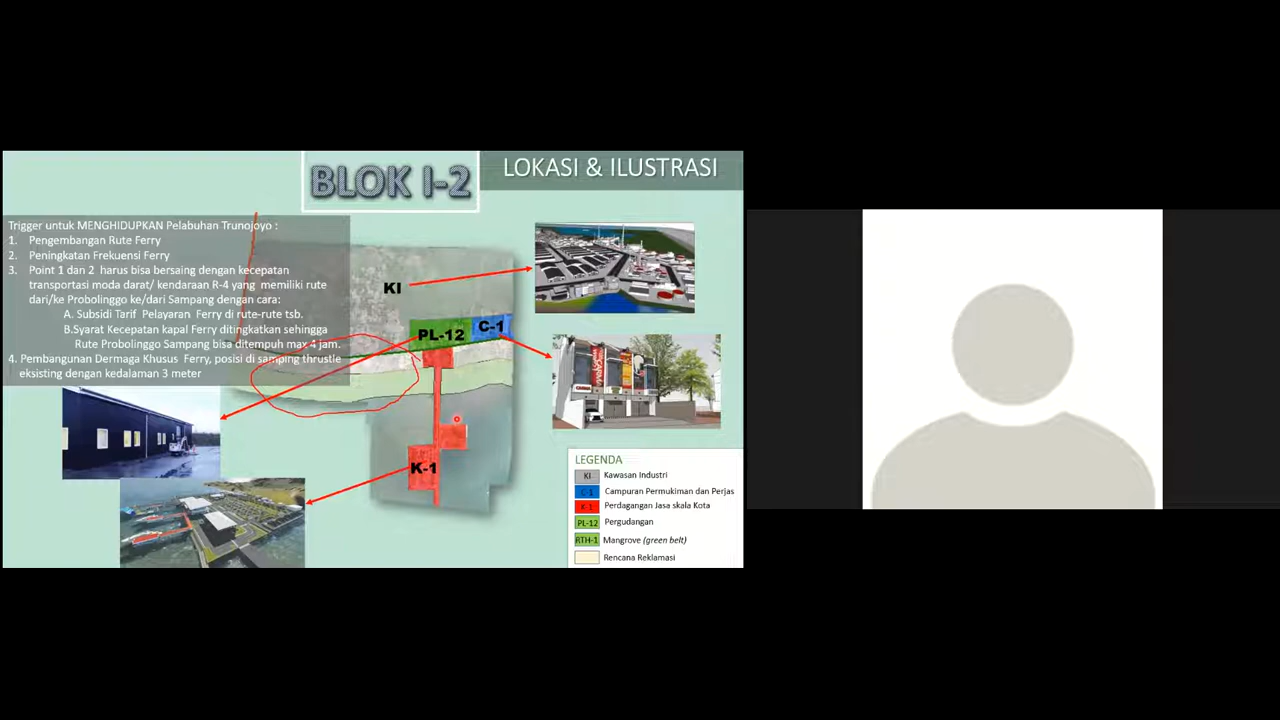 BLOK I-2
LOKASI & ILUSTRASI
Trigger untuk MENGHIDUPKAN Pelabuhan Trunojoyo :
1. Pengembangan Rute Ferry
2. Peningkatan Frekuensi Ferry
3. Point 1 dan 2 harus bisa bersaing dengan kecepatan
transportasi moda darat/ kendaraan R-4 yang memiliki rute
dari/ke Probolinggo ke/dari Sampang dengan cara:
A. Subsidi Tarif Pelayaran Ferry di rute-rute tsb.
B.Syarat Kecepatan kapal Ferry ditingkatkan sehingga
Rute Probolinggo Sampang bisa ditempuh max 4 jam.
4. Pembangunan Dermaga Khusus Ferry, posisi di samping thrustle
eksisting dengan kedalaman 3 meter
KI
PL-12
C-1
K-1
LEGENDA
KI Kawasan Industri
C-1 Campuran Permukiman dan Perjas
K-1 Perdagangan Jasa skala Kota
PL-12 Pergudangan
RTH-1 Mangrove (green belt)
Rencana Reklamasi